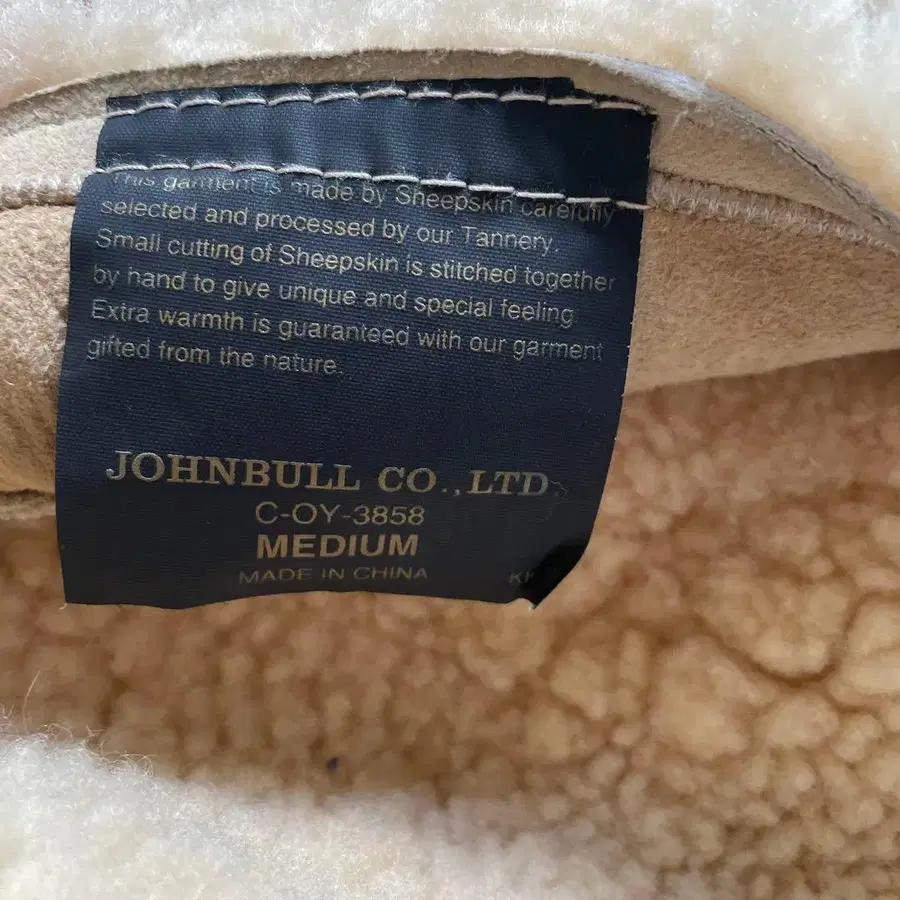 This garment is made by Sheepskin carefully
selected and processed by our Tannery.
Small cutting of Sheepskin is stitched together
by hand to give unique and special feeling
Extra warmth is guaranteed with our garment
gifted from the nature.
JOHNBULL CO.,LTD.
C-OY-3858
MEDIUM
MADE IN CHINA